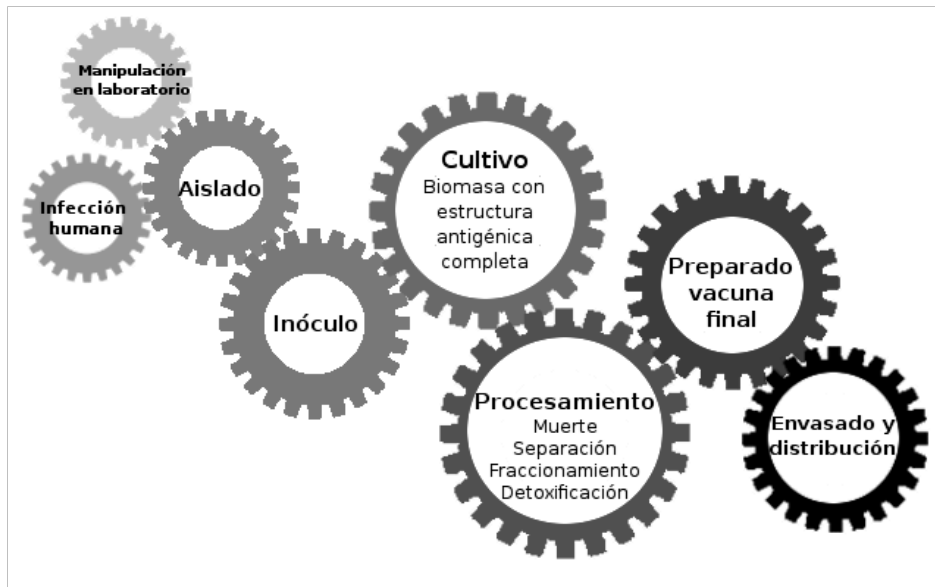 Manipulación
en laboratorio
Infección
humana
Aislado
Inóculo
Cultivo
Biomasa con
estructura
antigénica
completa
Procesamiento
Muerte
Separación
Fraccionamiento
Detoxificación
Preparado
vacuna
final
Envasado y
distribución